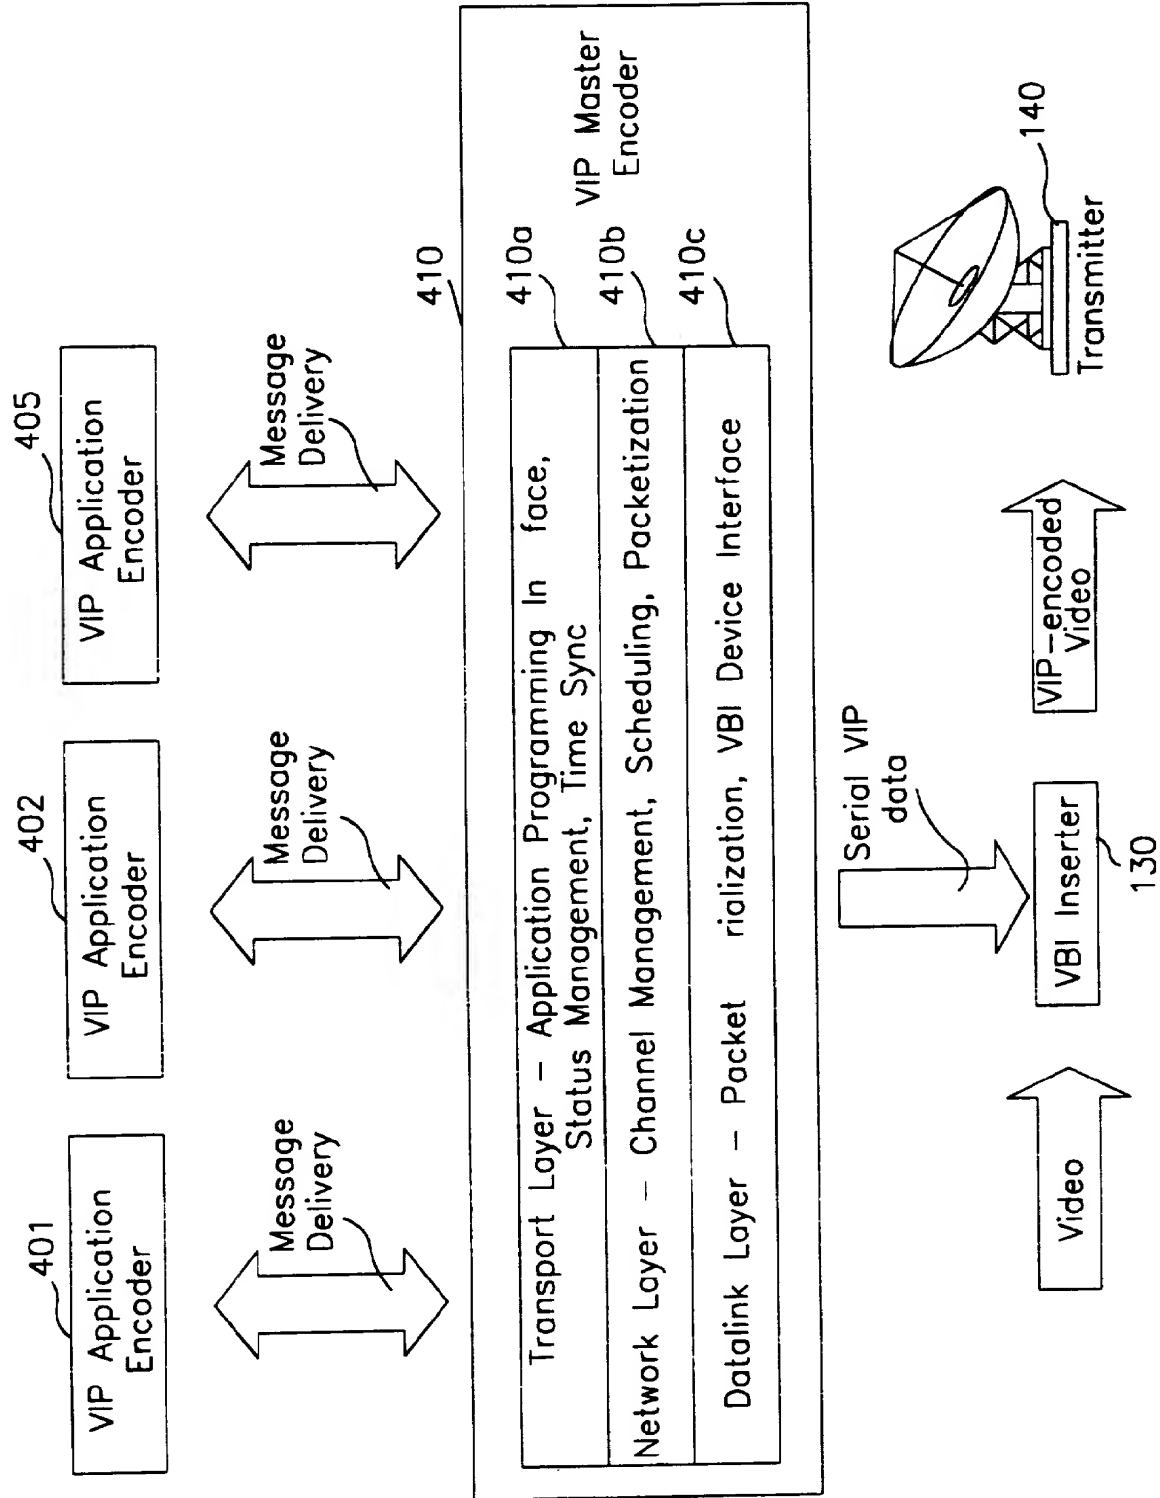 401
VIP Application
Encoder
402
VIP Application
Encoder
405
VIP Application
Encoder
Message
Delivery
Message
Delivery
Message
Delivery
410
VIP Master
Encoder
410a
Transport Layer – Application Programming In face,
Status Management, Time Sync
410b
Network Layer – Channel Management, Scheduling, Packetization
410c
Datalink Layer – Packet rialization, VBI Device Interface
Serial VIP
data
Video
VBI Inserter
130
VIP–encoded
Video
140
Transmitter